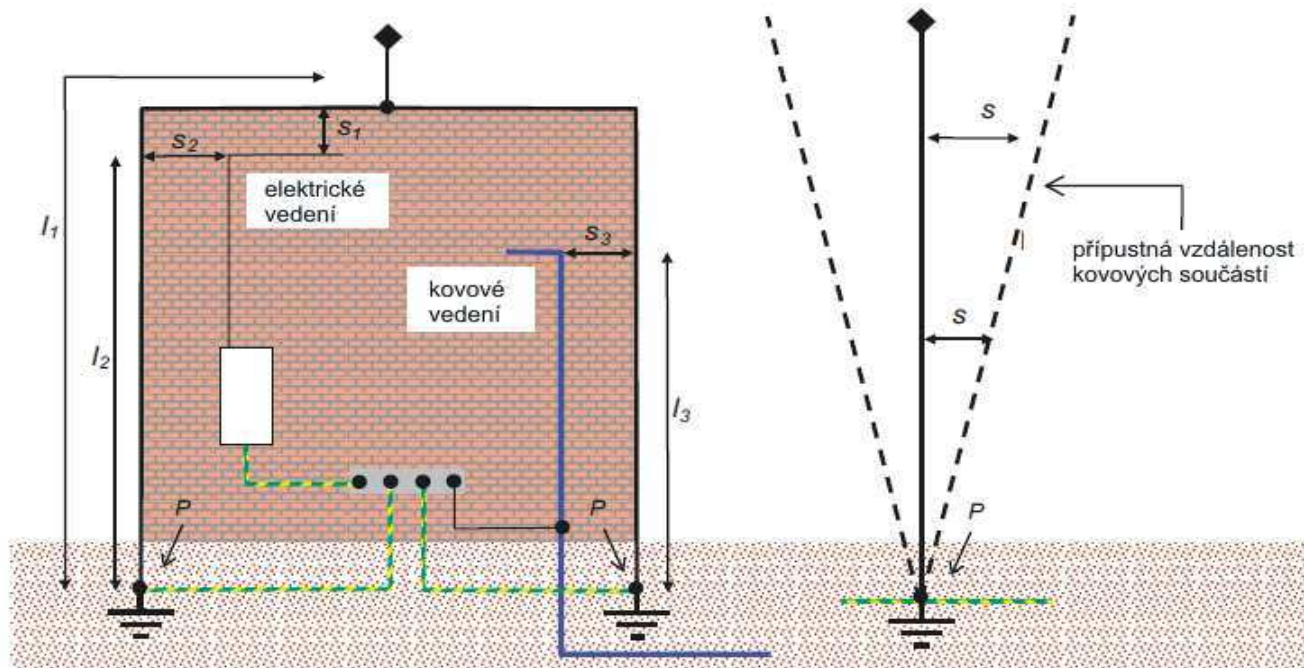 s1
s2
s
elektrické
vedení
l1
s3
přípustná vzdálenost
kovových součástí
kovové
vedení
s
l2
l3
P
P
P